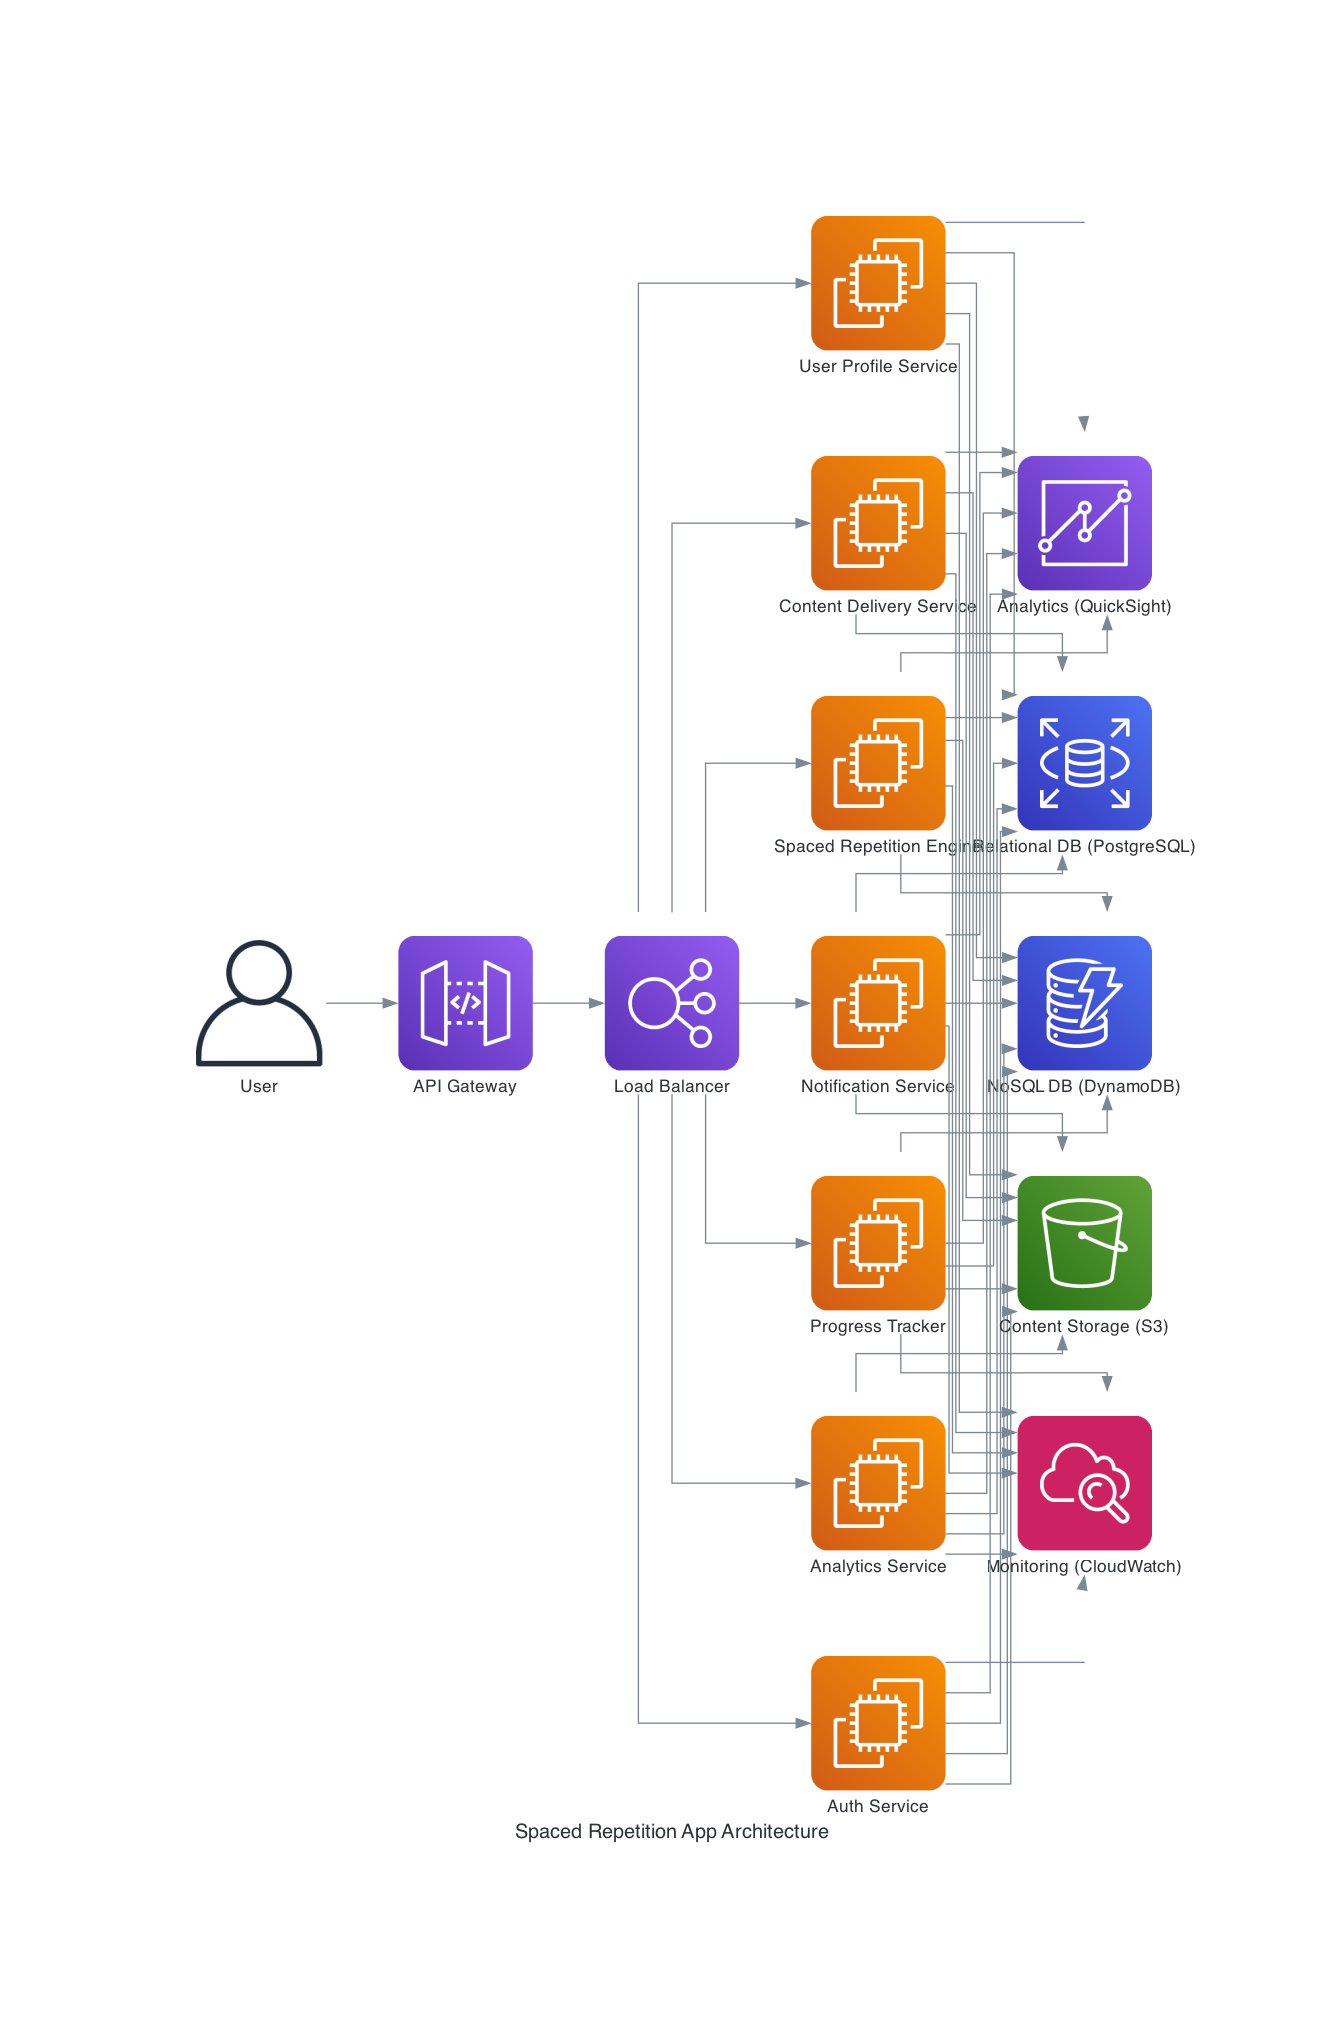 User Profile Service
Content Delivery Service
Analytics (QuickSight)
Spaced Repetition Engine
Relational DB (PostgreSQL)
User
API Gateway
Load Balancer
Notification Service
NoSQL DB (DynamoDB)
Progress Tracker
Content Storage (S3)
Analytics Service
Monitoring (CloudWatch)
Auth Service
Spaced Repetition App Architecture